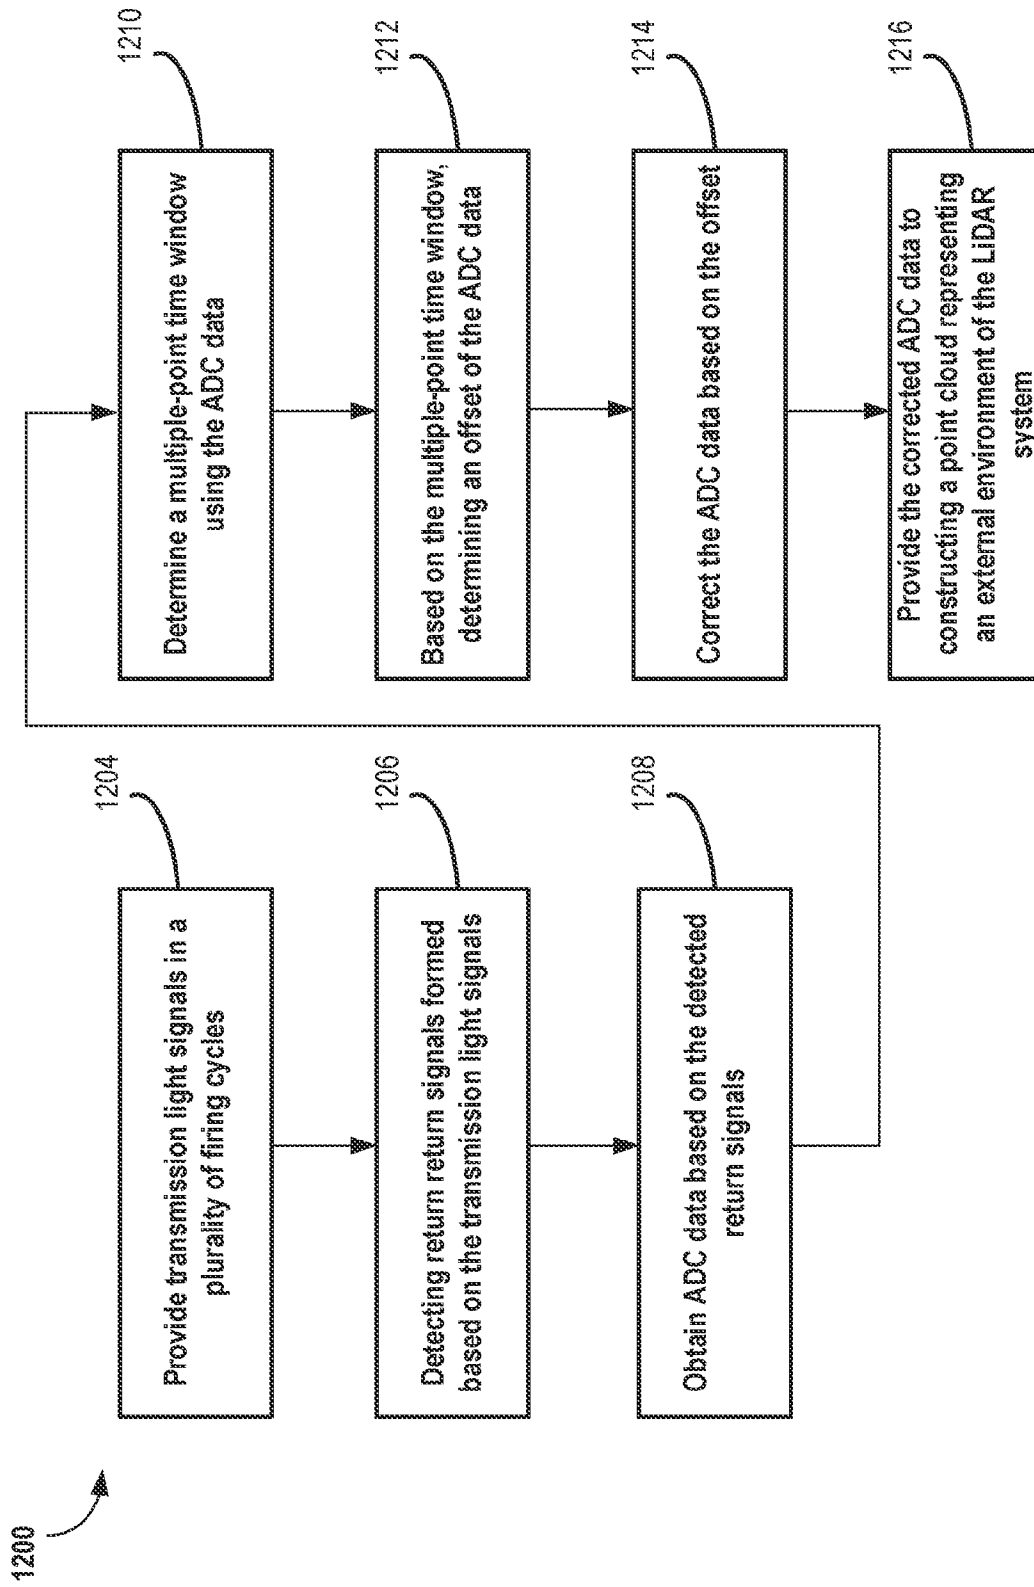 1200
1204
Provide transmission light signals in a
plurality of firing cycles
1206
Detecting return return signals formed
based on the transmission light signals
1208
Obtain ADC data based on the detected
return signals
1210
Determine a multiple-point time window
using the ADC data
1212
Based on the multiple-point time window,
determining an offset of the ADC data
1214
Correct the ADC data based on the offset
1216
Provide the corrected ADC data to
constructing a point cloud representing
an external environment of the LiDAR
system